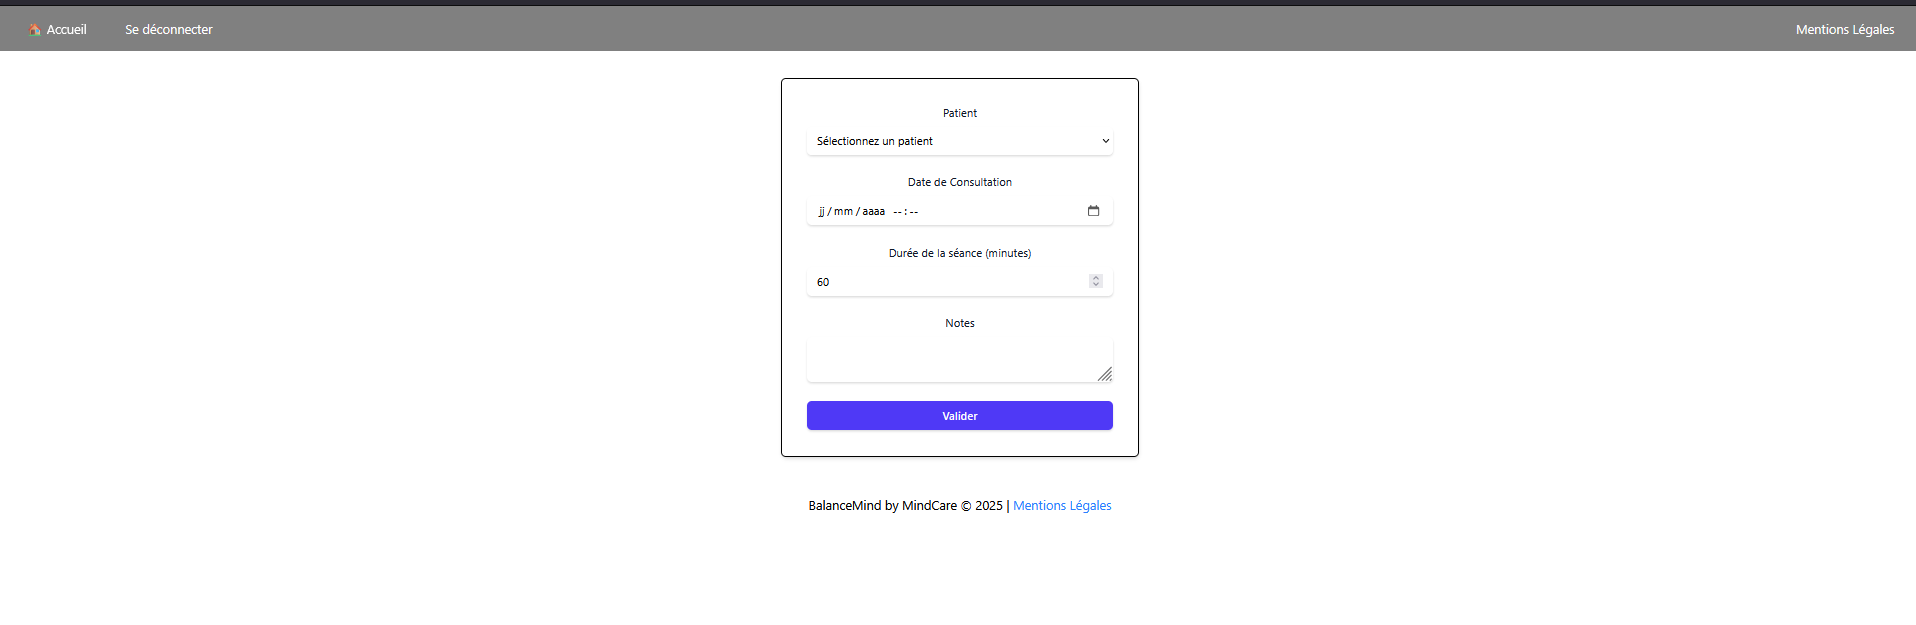 Accueil Se déconnecter Mentions Légales
Patient
Sélectionnez un patient
Date de Consultation
jj/mm/aaaa --:--
Durée de la séance (minutes)
60
Notes
Valider
BalanceMind by MindCare © 2025 | Mentions Légales